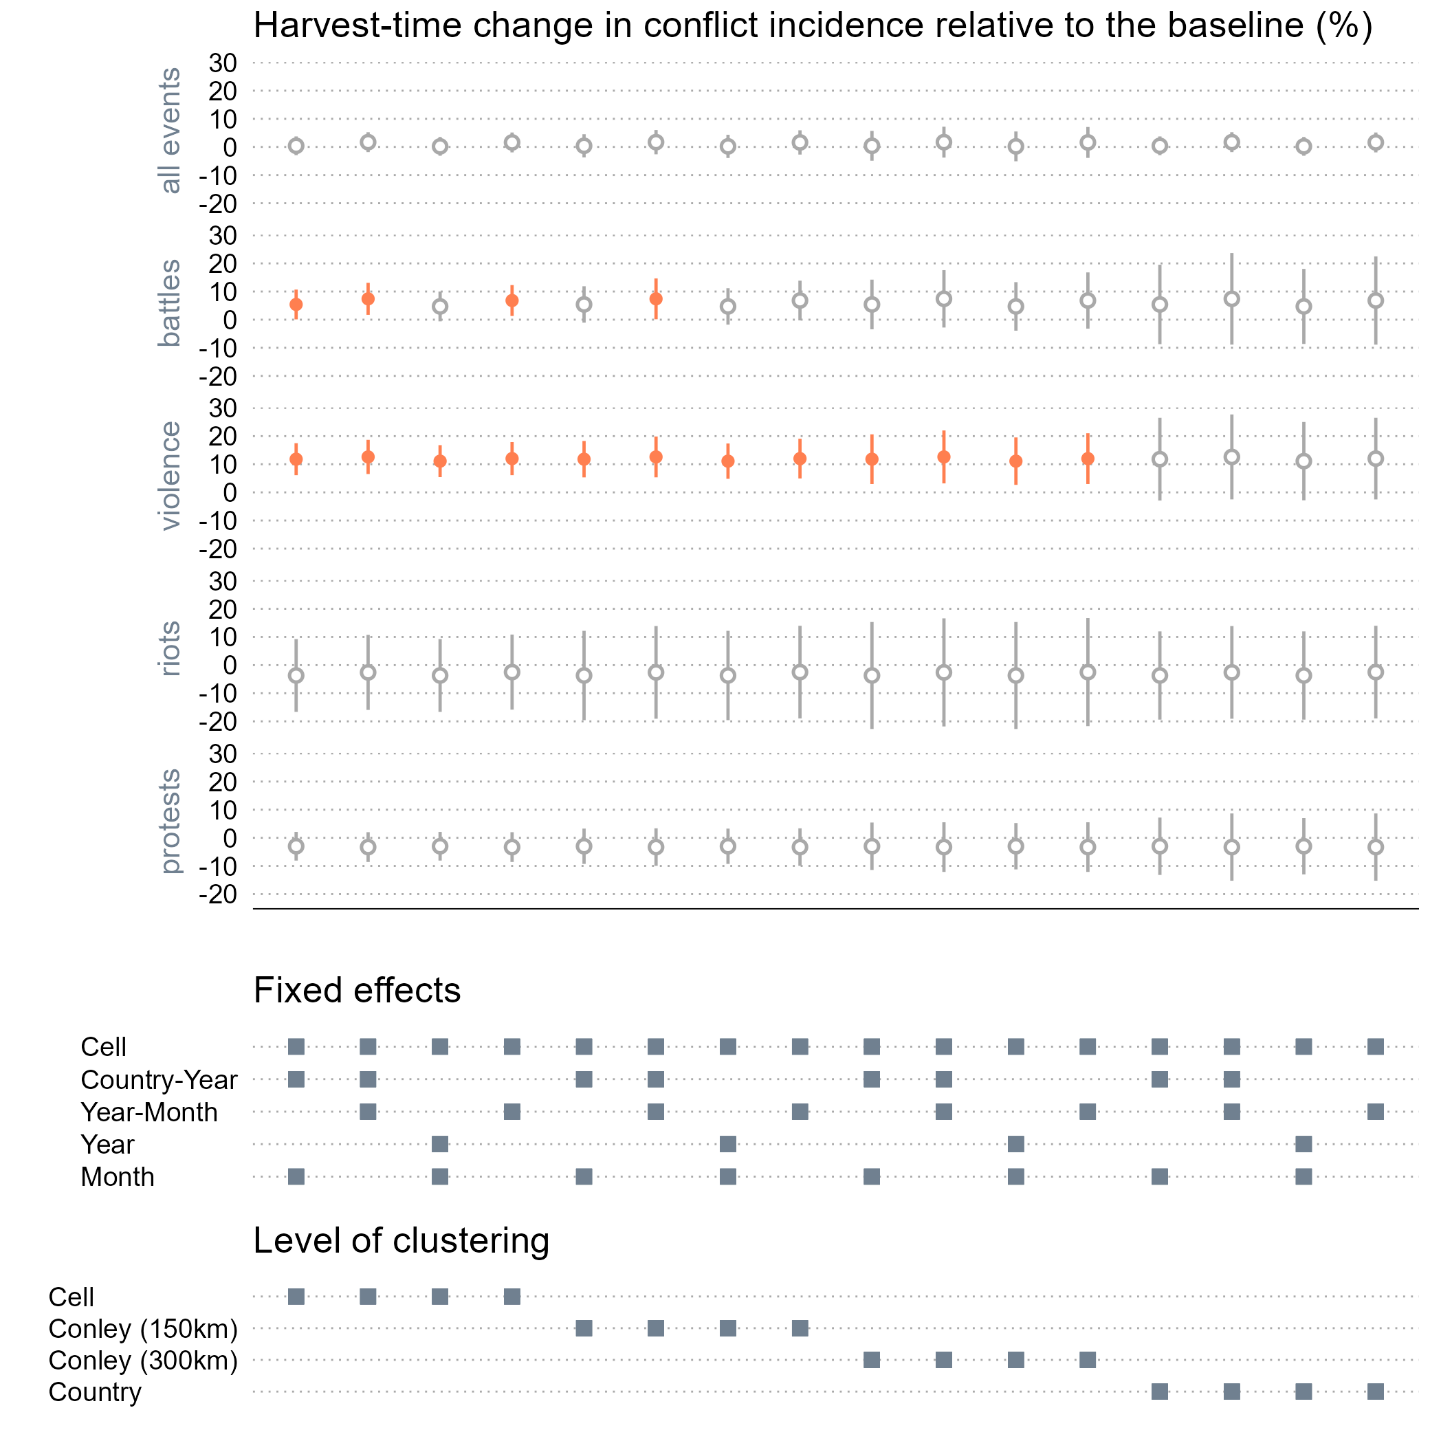 Harvest-time change in conflict incidence relative to the baseline (%)
all events
30
20
10
0
-10
-20
battles
30
20
10
0
-10
-20
violence
30
20
10
0
-10
-20
riots
30
20
10
0
-10
-20
protests
30
20
10
0
-10
-20
Fixed effects
Cell
Country-Year
Year-Month
Year
Month
Level of clustering
Cell
Conley (150km)
Conley (300km)
Country